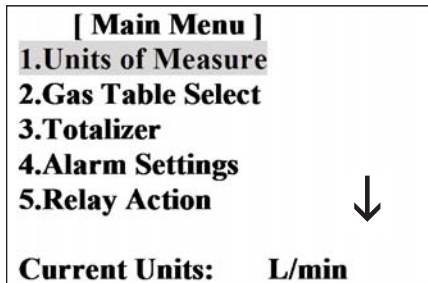 [ Main Menu ]
1.Units of Measure
2.Gas Table Select
3.Totalizer
4.Alarm Settings
5.Relay Action
Current Units: L/min